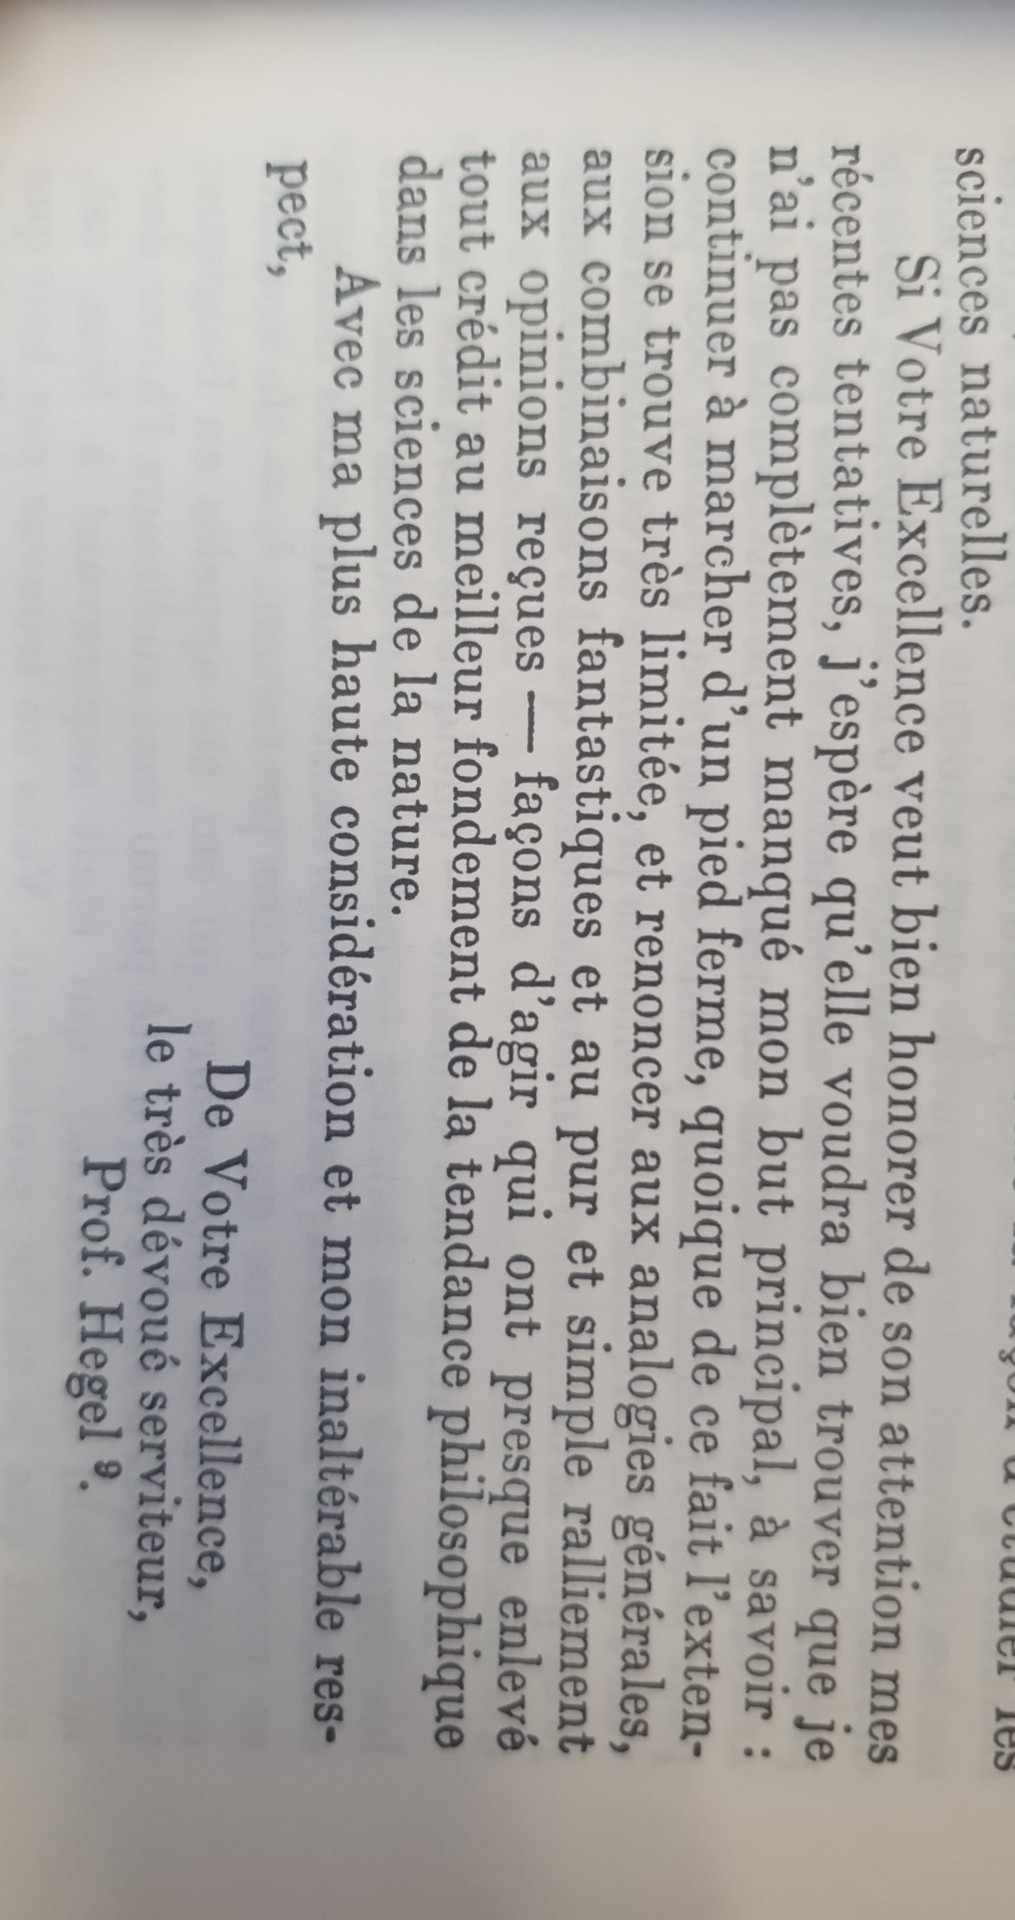 les
sciences naturelles.
Si Votre Excellence veut bien honorer de son attention mes
récentes tentatives, j'espère qu'elle voudra bien trouver que je
n'ai pas complètement manqué mon but principal, à savoir :
continuer à marcher d'un pied ferme, quoique de ce fait l'exten-
sion se trouve très limitée, et renoncer aux analogies générales,
aux combinaisons fantastiques et au pur et simple ralliement
aux opinions reçues — façons d'agir qui ont presque enlevé
tout crédit au meilleur fondement de la tendance philosophique
dans les sciences de la nature.
Avec ma plus haute considération et mon inaltérable res-
pect,
De Votre Excellence,
le très dévoué serviteur,
Prof. Hegel ⁹.